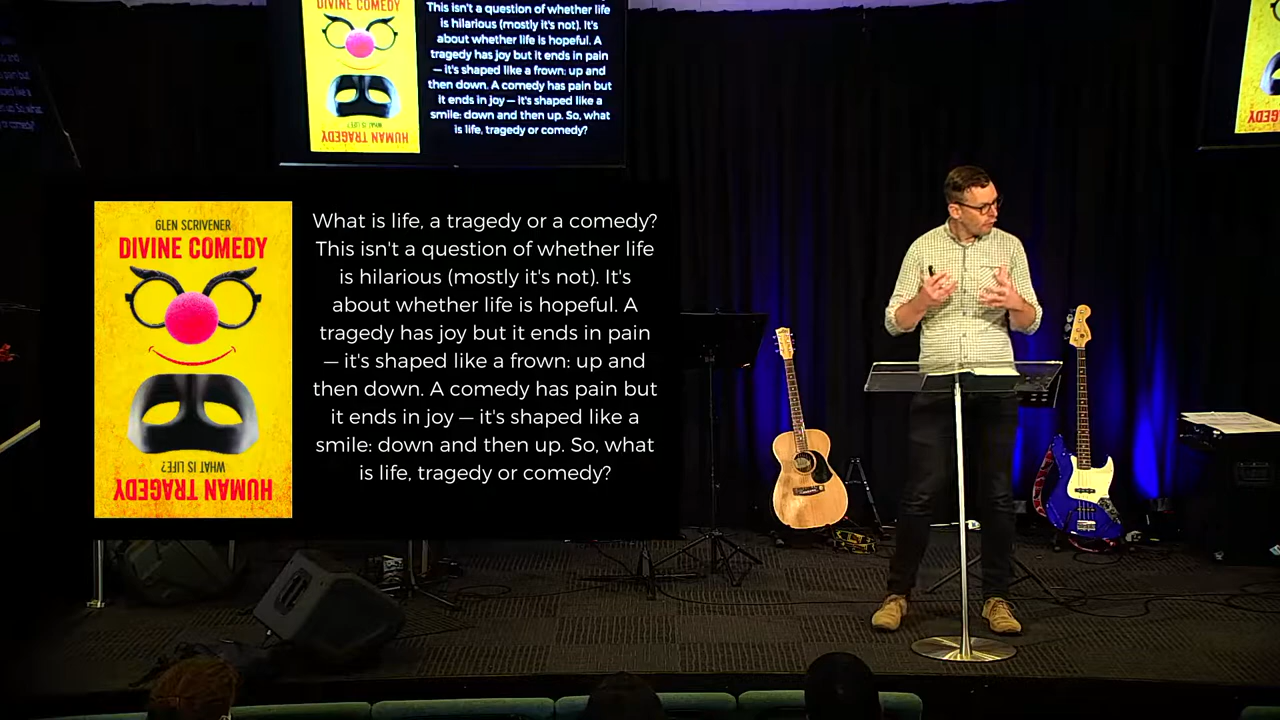 DIVINE COMEDY
WHAT IS LIFE?
HUMAN TRAGEDY
This isn't a question of whether life
is hilarious (mostly it's not). It's
about whether life is hopeful. A
tragedy has joy but it ends in pain
— it's shaped like a frown: up and
then down. A comedy has pain but
it ends in joy — it's shaped like a
smile: down and then up. So, what
is life, tragedy or comedy?
GLEN SCRIVENER
DIVINE COMEDY
WHAT IS LIFE?
HUMAN TRAGEDY
What is life, a tragedy or a comedy?
This isn't a question of whether life
is hilarious (mostly it's not). It's
about whether life is hopeful. A
tragedy has joy but it ends in pain
— it's shaped like a frown: up and
then down. A comedy has pain but
it ends in joy — it's shaped like a
smile: down and then up. So, what
is life, tragedy or comedy?